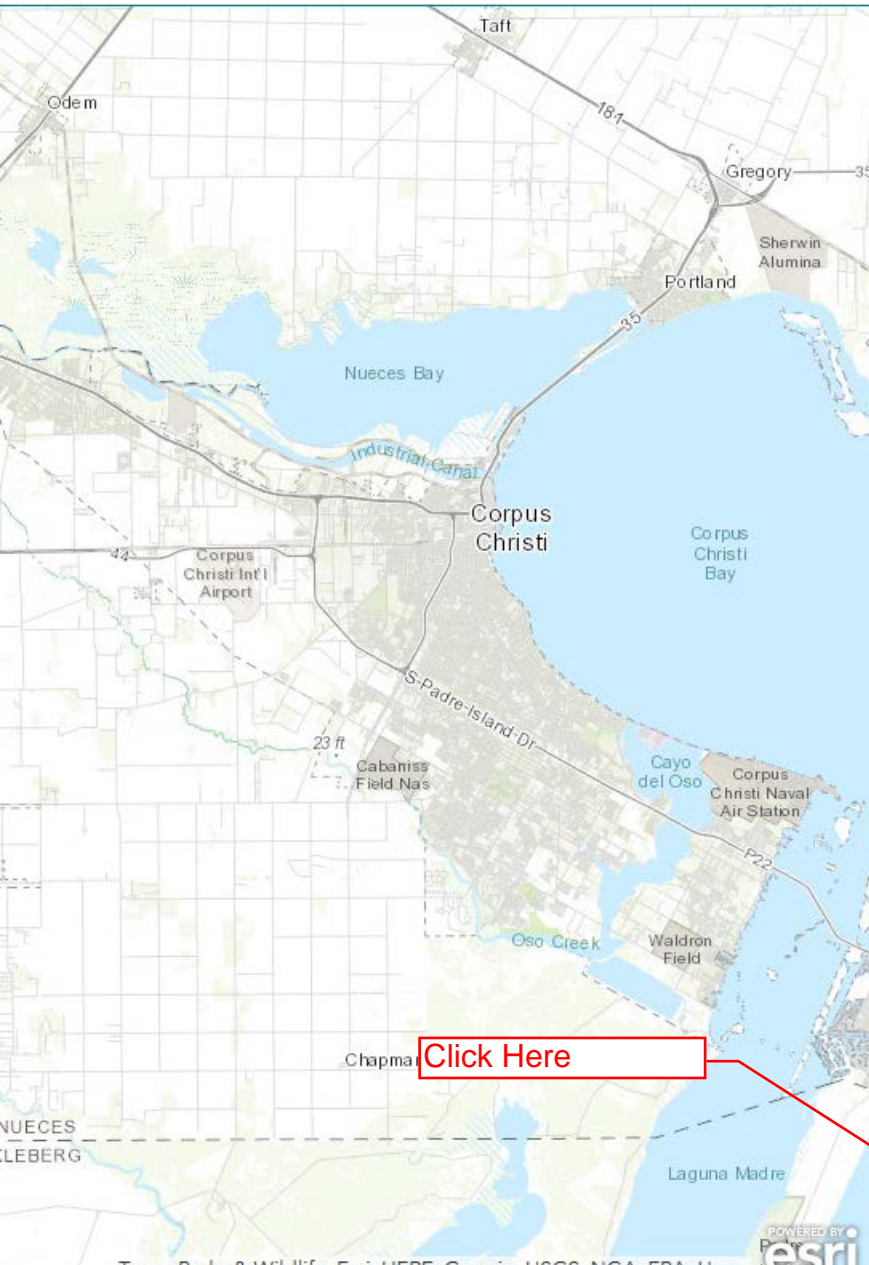 Taft
Odem
181
Gregory
35
Sherwin
Alumina
Portland
35
Nueces Bay
Industrial Canal
Corpus
Christi
Corpus
Christi
Bay
44
Corpus
Christi Int'l
Airport
S-Padre-Island-Dr
23 ft
Cabaniss
Field Nas
Cayo
del Oso
Corpus
Christi Naval
Air Station
P22
Oso Creek
Waldron
Field
Chapma
Click Here
NUECES
KLEBERG
Laguna Madre
POWERED BY
esri